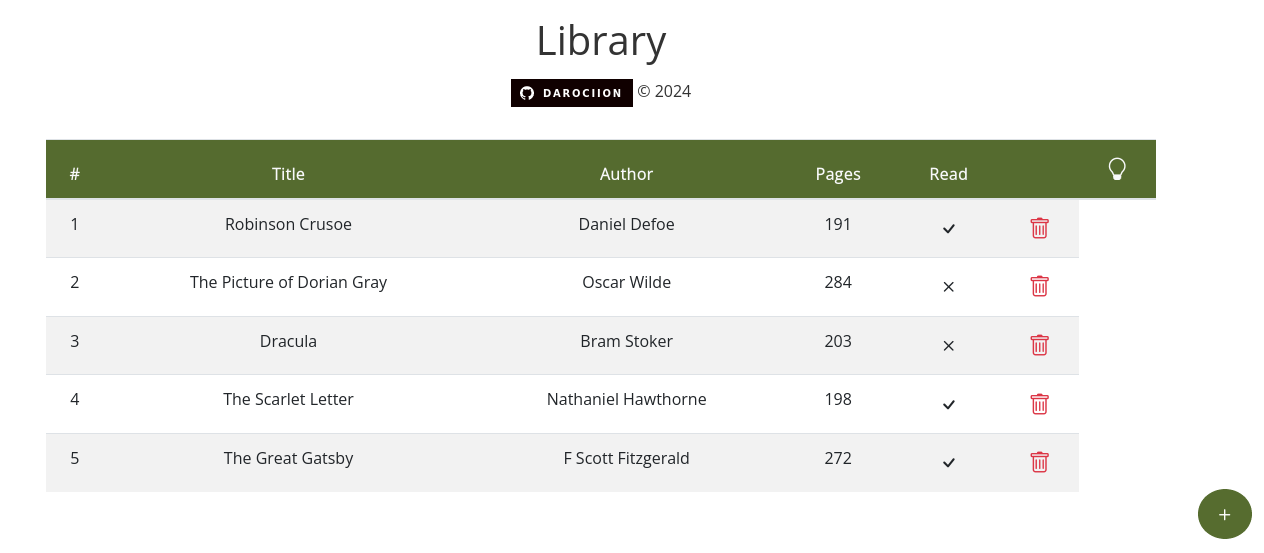 Library
DAROCIION © 2024
# Title Author Pages Read
1 Robinson Crusoe Daniel Defoe 191
2 The Picture of Dorian Gray Oscar Wilde 284
3 Dracula Bram Stoker 203
4 The Scarlet Letter Nathaniel Hawthorne 198
5 The Great Gatsby F Scott Fitzgerald 272
+